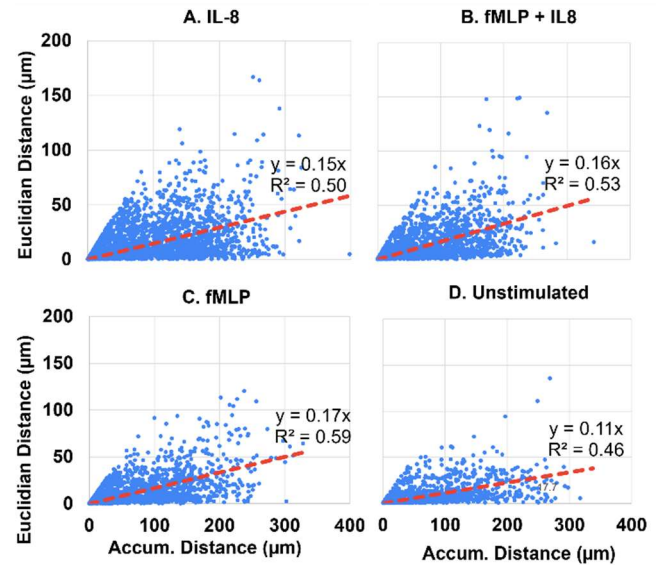 A. IL-8
B. fMLP + IL8
200
150
100
50
0
Euclidian Distance (µm)
y = 0.15x
R² = 0.50
y = 0.16x
R² = 0.53
C. fMLP
D. Unstimulated
200
150
100
50
0
Euclidean Distance (µm)
y = 0.17x
R² = 0.59
y = 0.11x
R² = 0.46
0 100 200 300 400
0 100 200 300 400
Accum. Distance (µm)
Accum. Distance (µm)